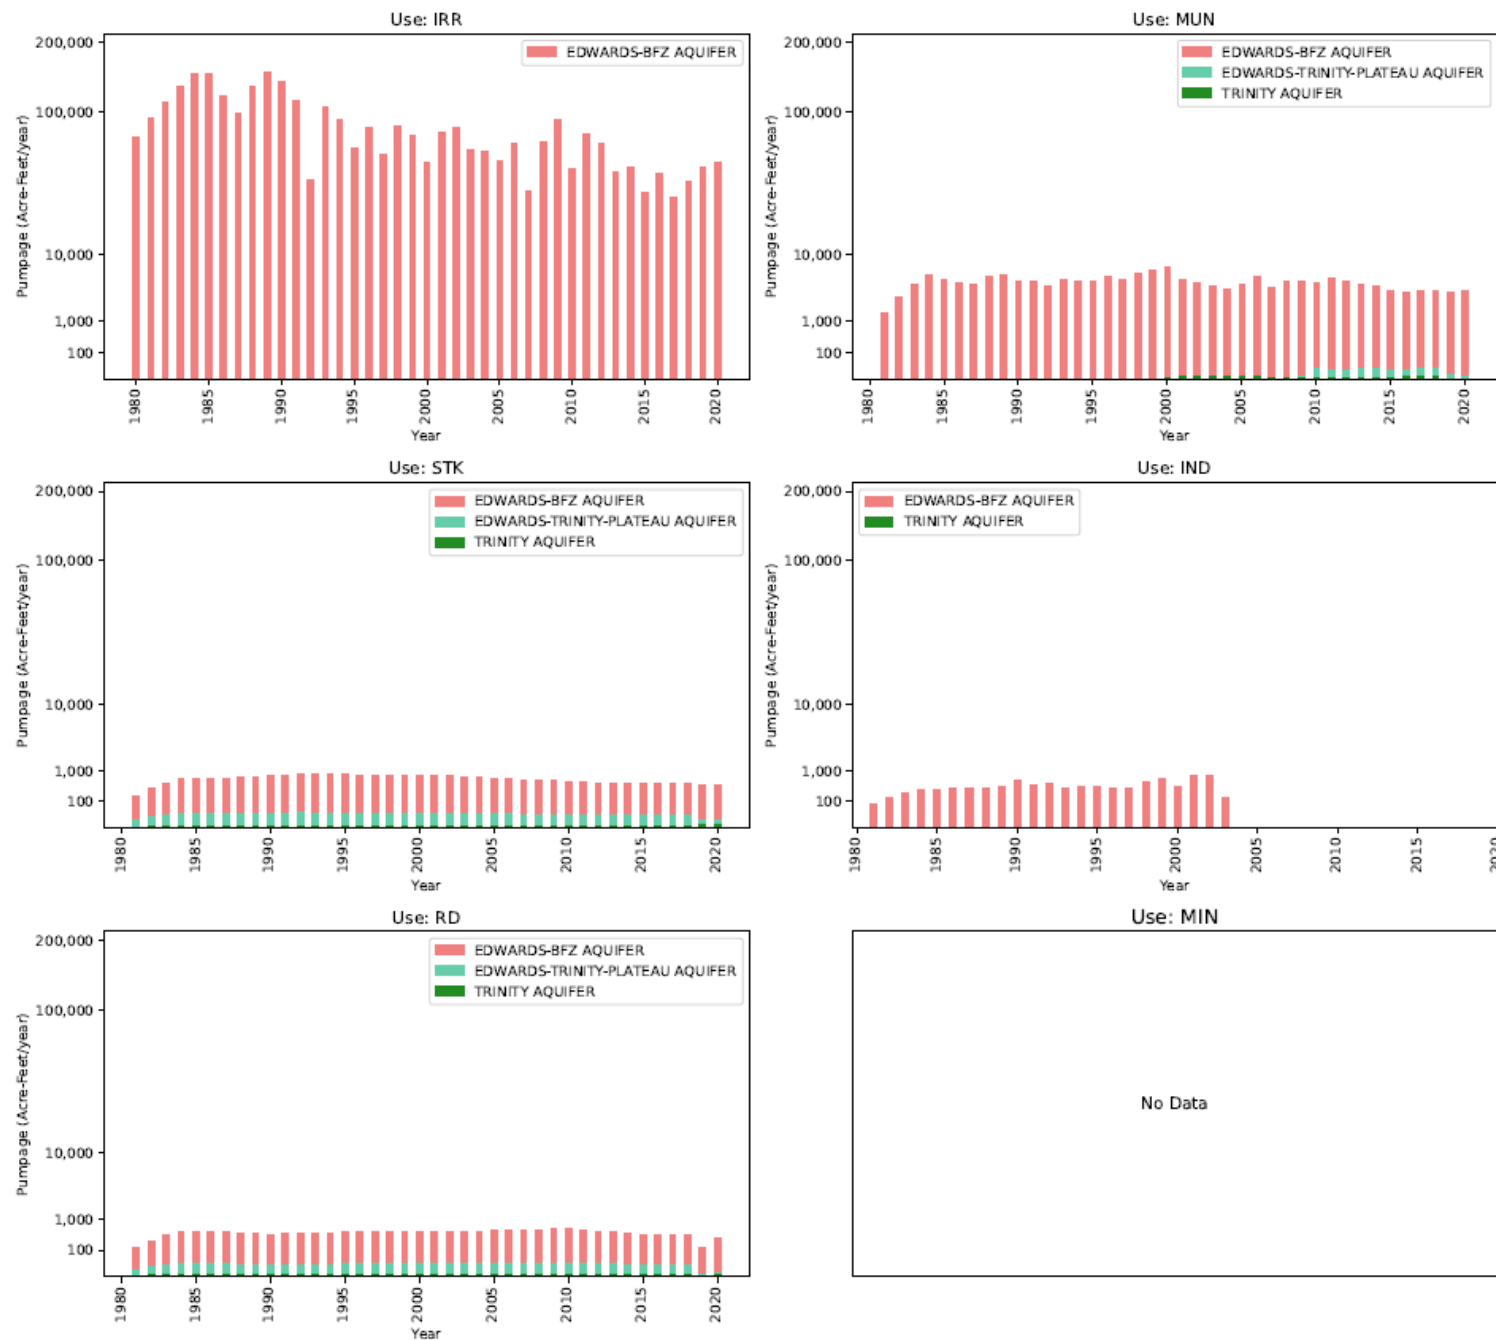 Use: IRR
200,000
100,000
10,000
1,000
100
Pumpage (Acre-Feet/year)
EDWARDS-BFZ AQUIFER
1980
1985
1990
1995
2000
2005
2010
2015
2020
Year
Use: MUN
200,000
100,000
10,000
1,000
100
Pumpage (Acre-Feet/year)
EDWARDS-BFZ AQUIFER
EDWARDS-TRINITY-PLATEAU AQUIFER
TRINITY AQUIFER
1980
1985
1990
1995
2000
2005
2010
2015
2020
Year
Use: STK
200,000
100,000
10,000
1,000
100
Pumpage (Acre-Feet/year)
EDWARDS-BFZ AQUIFER
EDWARDS-TRINITY-PLATEAU AQUIFER
TRINITY AQUIFER
1980
1985
1990
1995
2000
2005
2010
2015
2020
Year
Use: IND
200,000
100,000
10,000
1,000
100
Pumpage (Acre-Feet/year)
EDWARDS-BFZ AQUIFER
TRINITY AQUIFER
1980
1985
1990
1995
2000
2005
2010
2015
2020
Year
Use: RD
200,000
100,000
10,000
1,000
100
Pumpage (Acre-Feet/year)
EDWARDS-BFZ AQUIFER
EDWARDS-TRINITY-PLATEAU AQUIFER
TRINITY AQUIFER
1980
1985
1990
1995
2000
2005
2010
2015
2020
Year
Use: MIN
No Data